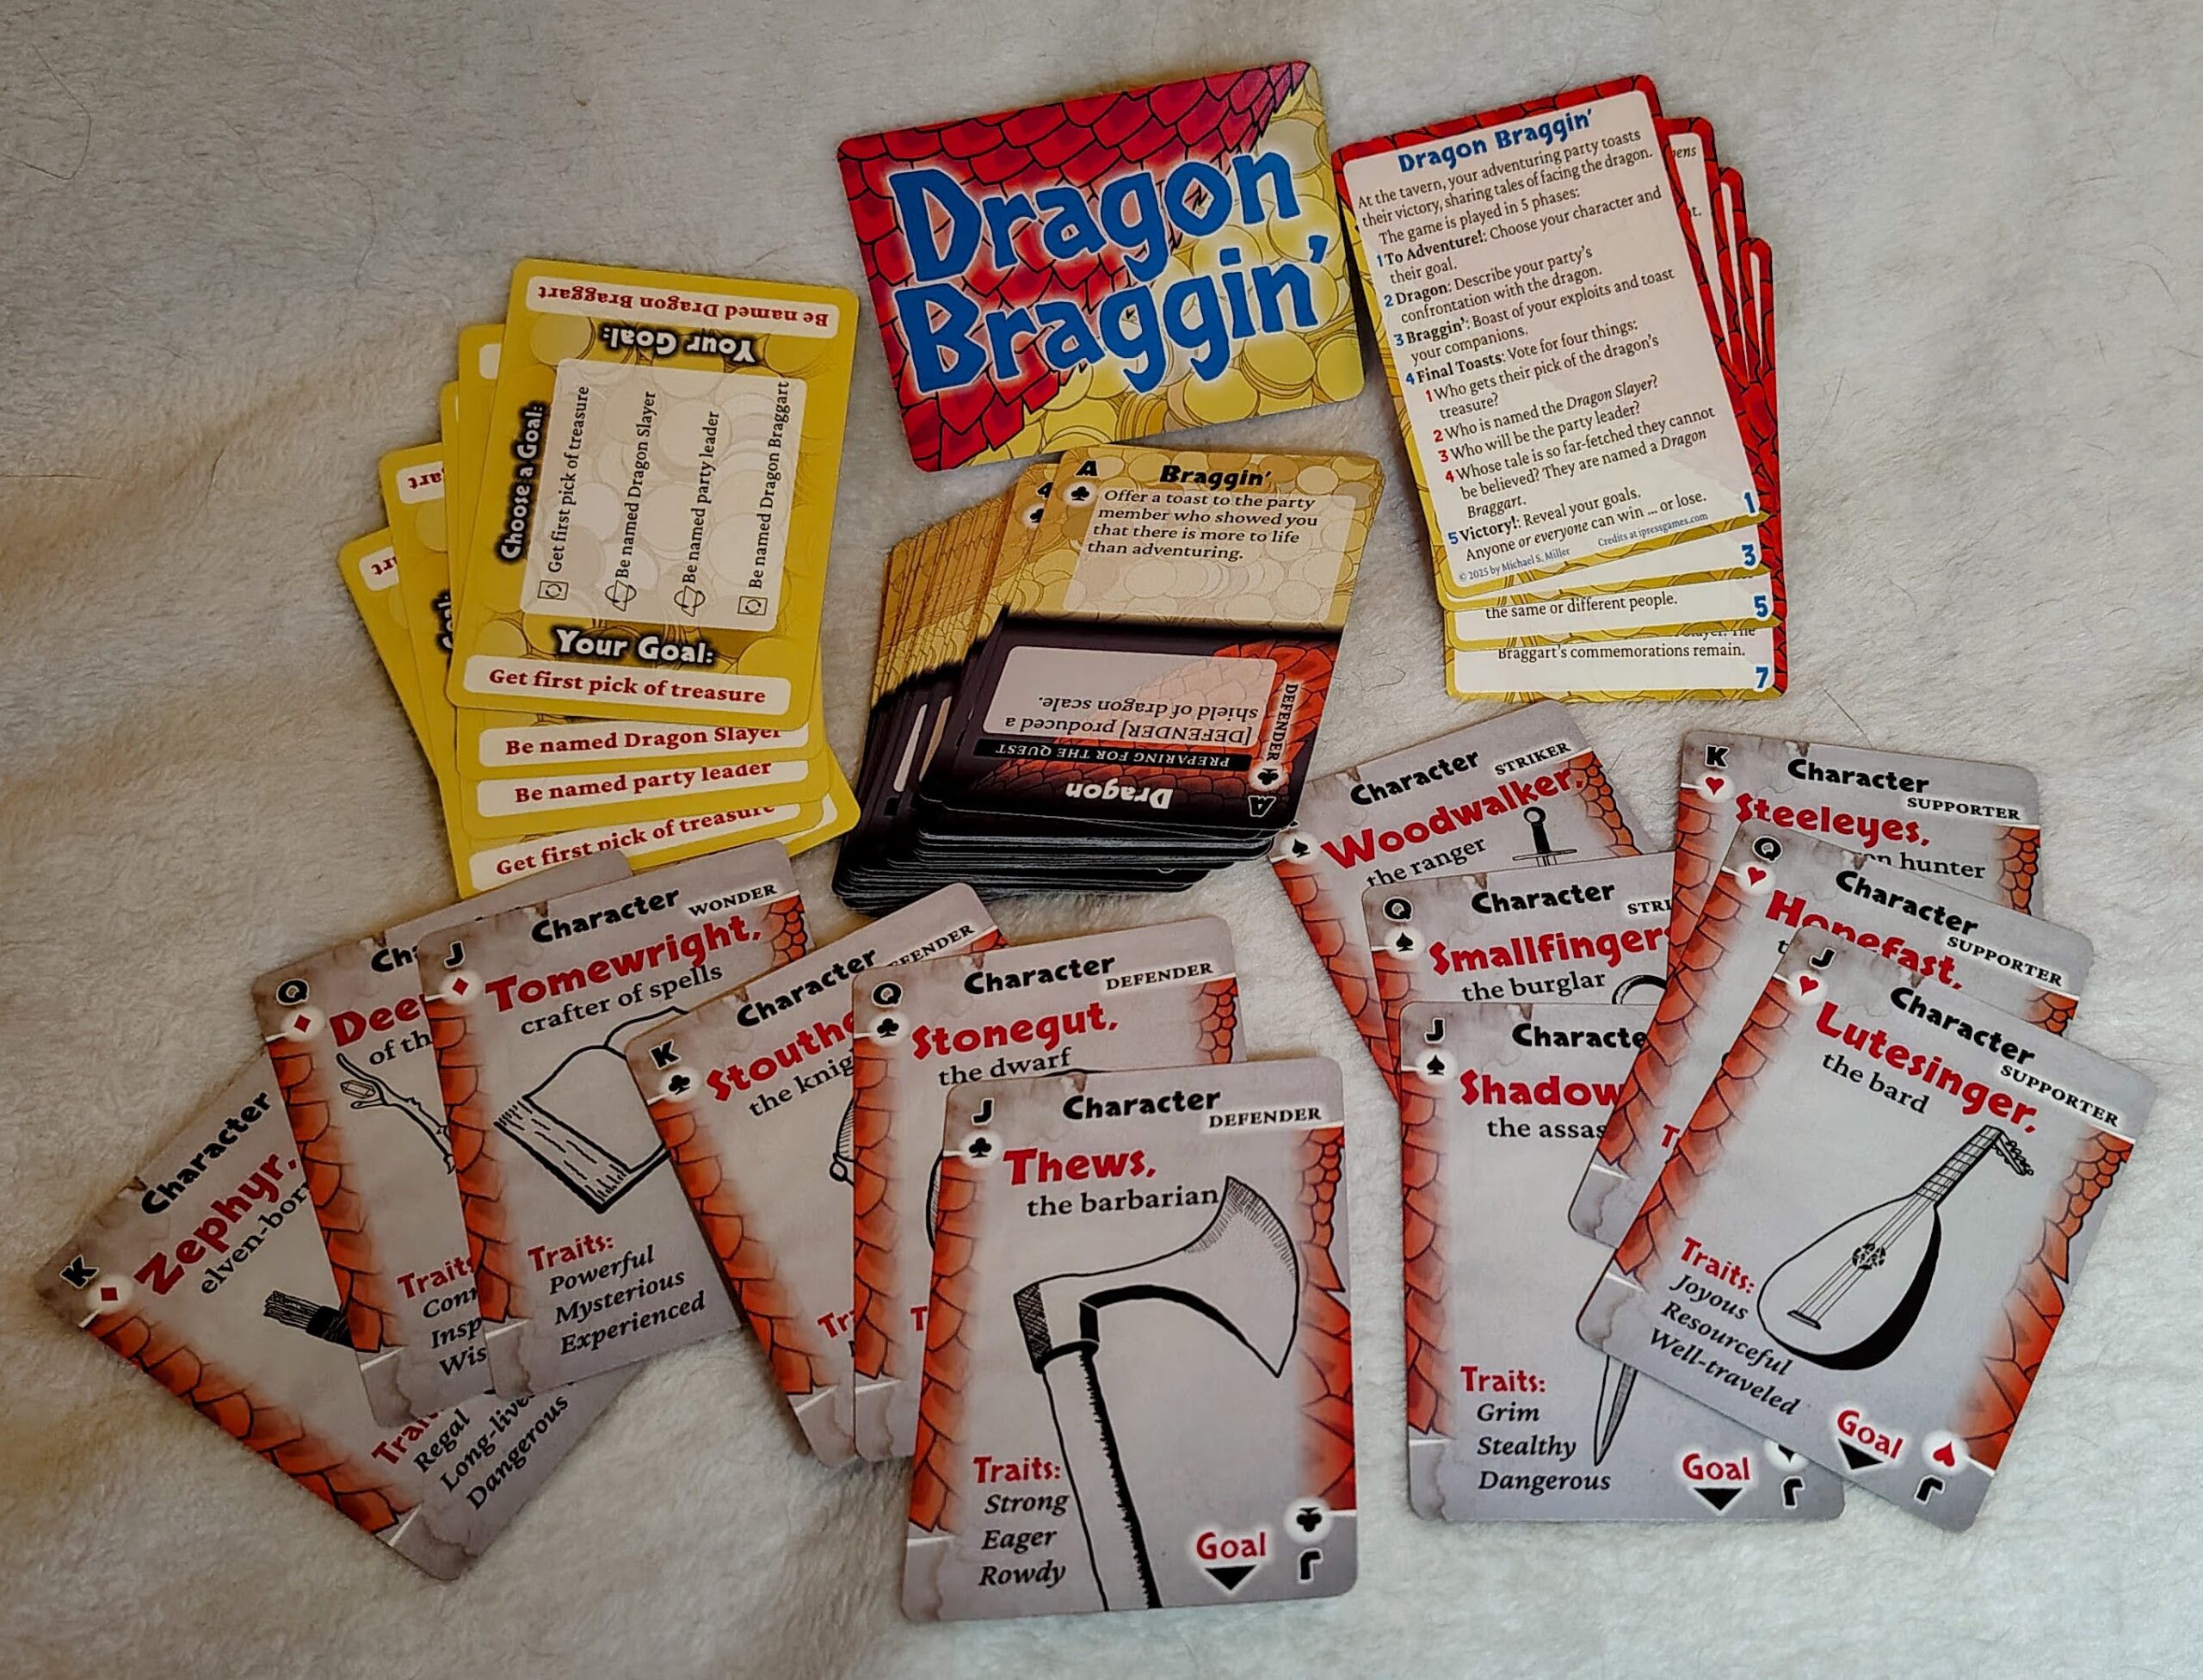 Dragon
Braggin'
Dragon Braggin'
At the tavern, your adventuring party toasts
their victory, sharing tales of facing the dragon.
The game is played in 5 phases:
1 To Adventure!: Choose your character and
their goal.
2 Dragon: Describe your party's
confrontation with the dragon.
3 Braggin': Boast of your exploits and toast
your companions.
4 Final Toasts: Vote for four things:
1 Who gets their pick of the dragon's
treasure?
2 Who is named the Dragon Slayer?
3 Who will be the party leader?
4 Whose tale is so far-fetched they cannot
be believed? They are named a Dragon
Braggart.
5 Victory!: Reveal your goals.
Anyone or everyone can win ... or lose.
© 2025 by Michael S. Miller
Credits at ipressgames.com
1
3
the same or different people.
5
Braggart's commemorations remain.
7
Be named Dragon Braggart
Your Goal:
Choose a Goal:
Get first pick of treasure
Be named Dragon Slayer
Be named party leader
Be named Dragon Braggart
Your Goal:
Get first pick of treasure
Be named Dragon Slayer
Be named party leader
Get first pick of treasure
4
A
Braggin'
Offer a toast to the party
member who showed you
that there is more to life
than adventuring.
A
Dragon
DEFENDER
PREPARING FOR THE QUEST
[DEFENDER] produced a
shield of dragon scale.
K
Character
Zephyr,
Regal
Dangerous
Q
of
J
Character
WONDER
Tomewright,
crafter of spells
Traits:
Powerful
Mysterious
Experienced
K
Character
the
Q
Character
DEFENDER
Stonegut,
the dwarf
J
Character
DEFENDER
Thews,
the barbarian
Traits:
Strong
Eager
Rowdy
Goal
J
Character
STRIKER
Woodwalker,
the ranger
Q
Character
Smallfingers
the burglar
J
Shadow
the
Traits:
Grim
Stealthy
Dangerous
Goal
J
K
Character
SUPPORTER
Steeleyes,
hunter
Q
Character
SUPPORTER
Hopefast,
J
Character
SUPPORTER
Lutesinger,
the bard
Traits:
Joyous
Resourceful
Well-traveled
Goal
J